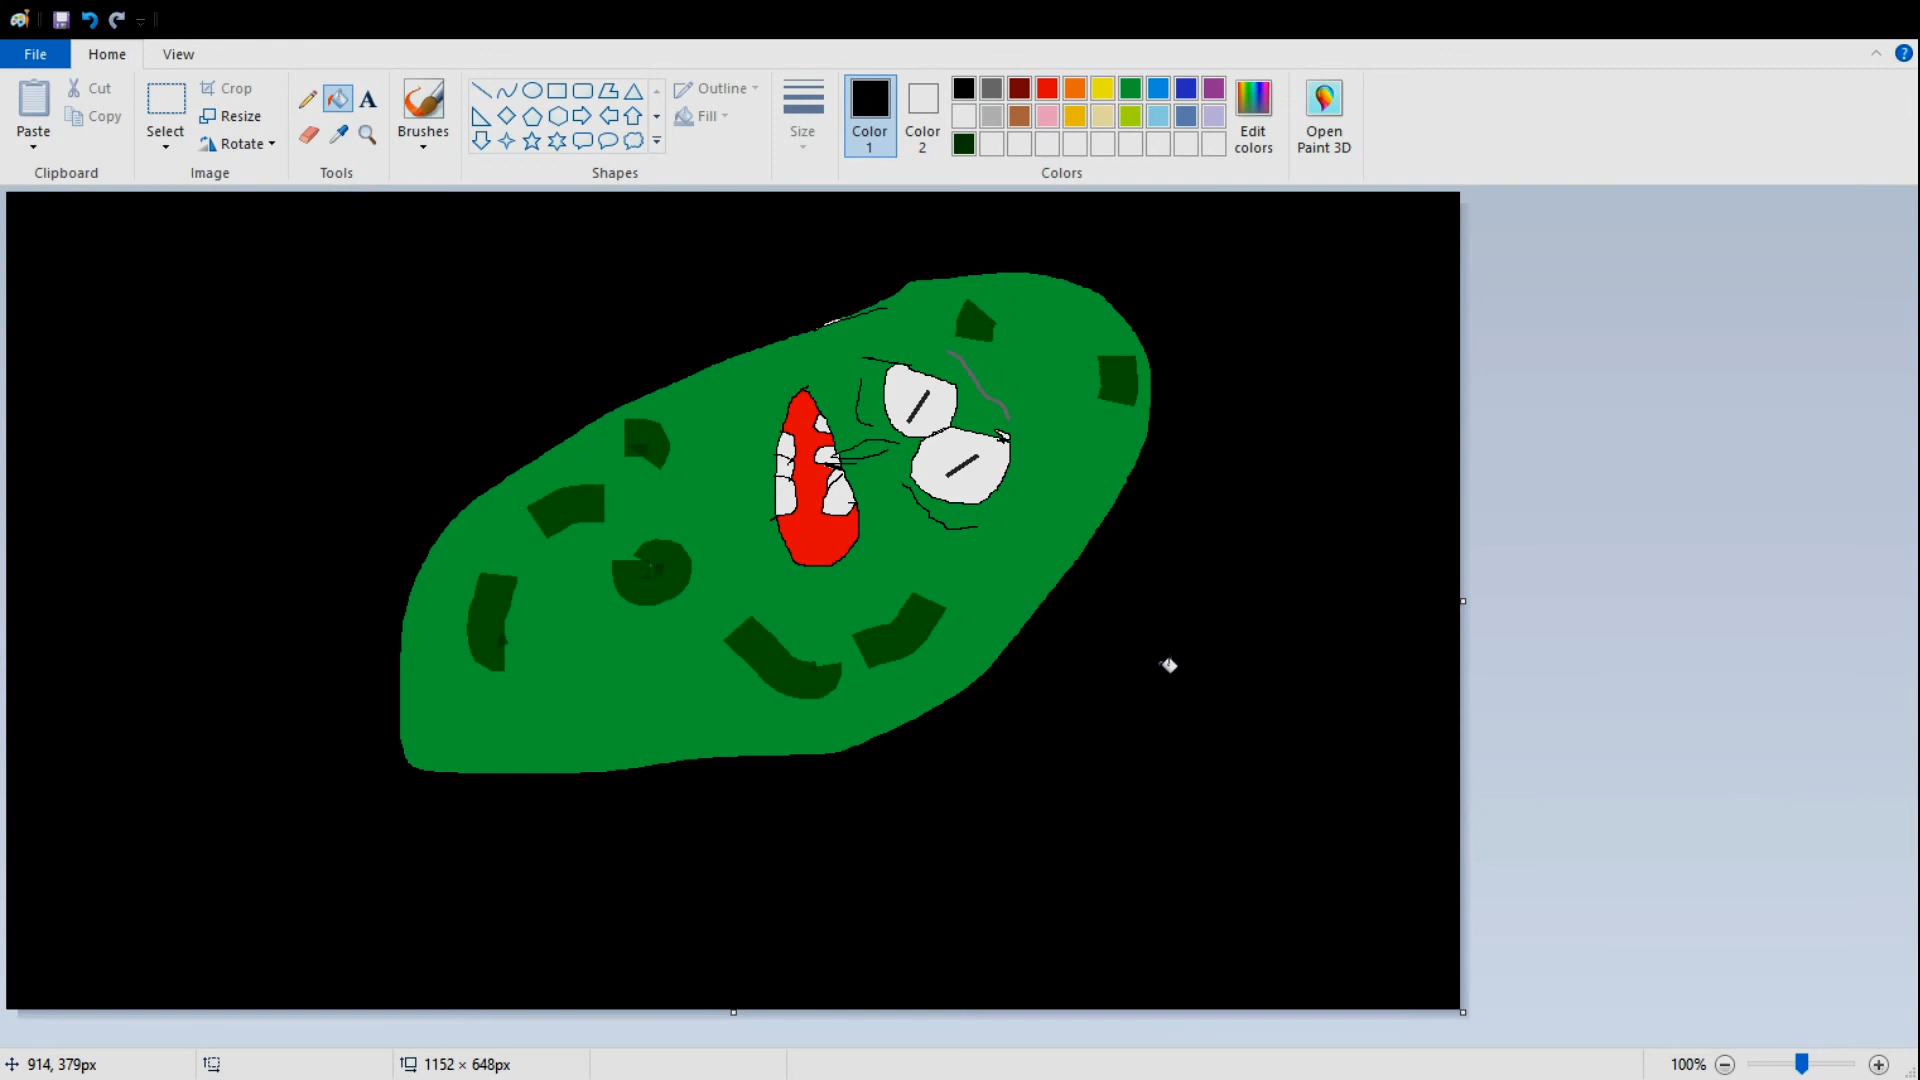 File Home View
?
Paste
Cut
Copy
Clipboard
Select
Crop
Resize
Rotate
Image
A
Tools
Brushes
Shapes
Outline
Fill
Size
Color
1
Color
2
Edit
colors
Colors
Open
Paint 3D
914, 379px
1152 × 648px
100%